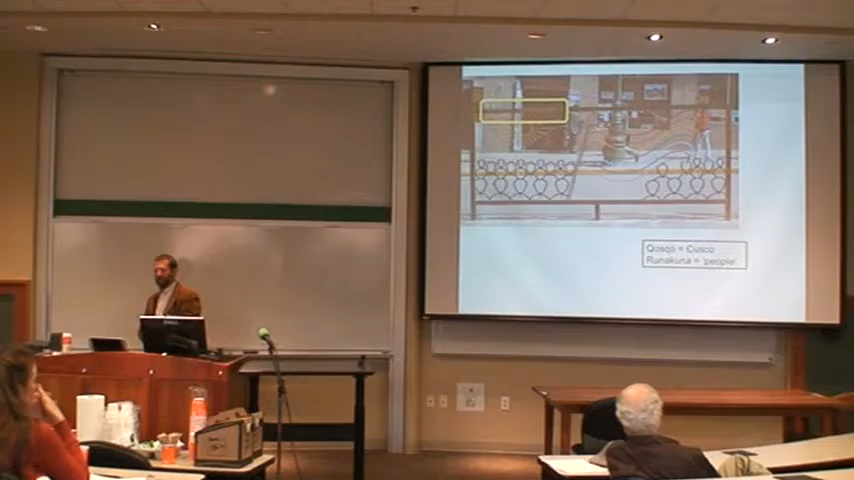 Qosqo = Cusco
Runakuna = 'people'